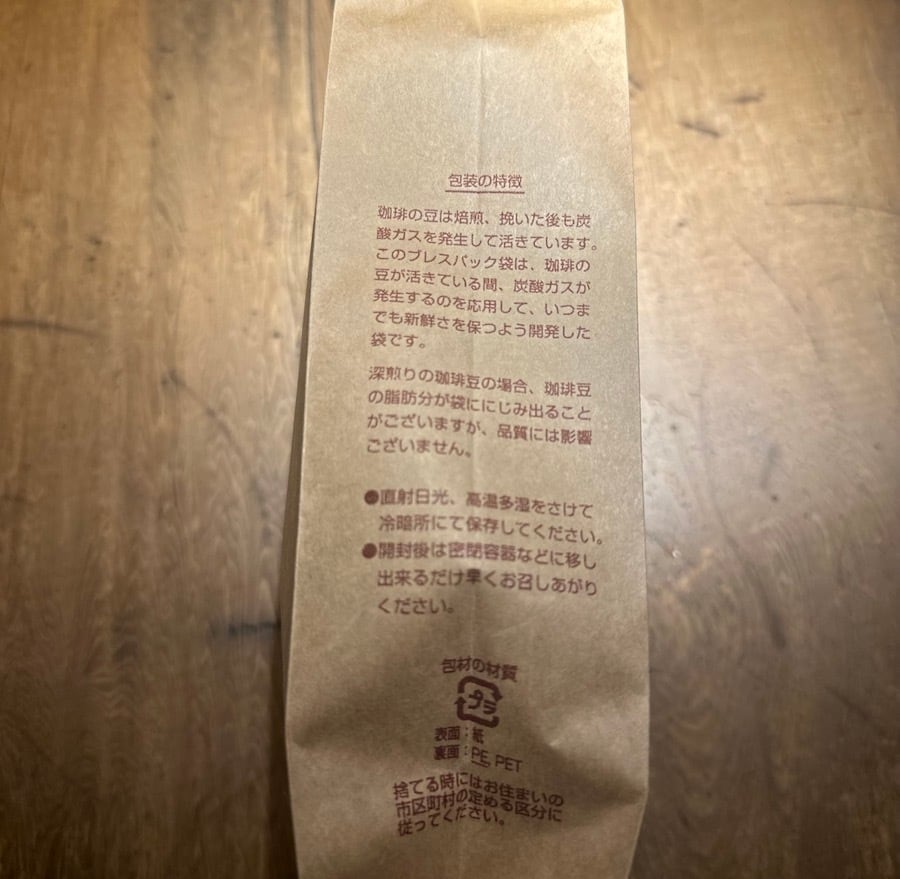 包装の特徴
珈琲の豆は焙煎、挽いた後も炭
酸ガスを発生して活きています。
このブレスパック袋は、珈琲の
豆が活きている間、炭酸ガスが
発生するのを応用して、いつま
でも新鮮さを保つよう開発した
袋です。
深煎りの珈琲豆の場合、珈琲豆
の脂肪分が袋ににじみ出ること
がございますが、品質には影響
ございません。
●直射日光、高温多湿をさけて
冷暗所にて保存してください。
●開封後は密閉容器などに移し
出来るだけ早くお召しあがり
ください。
包材の材質
プラ
表面：紙
裏面：PE, PET
捨てる時にはお住まいの
市区町村の定める区分に
従ってください。